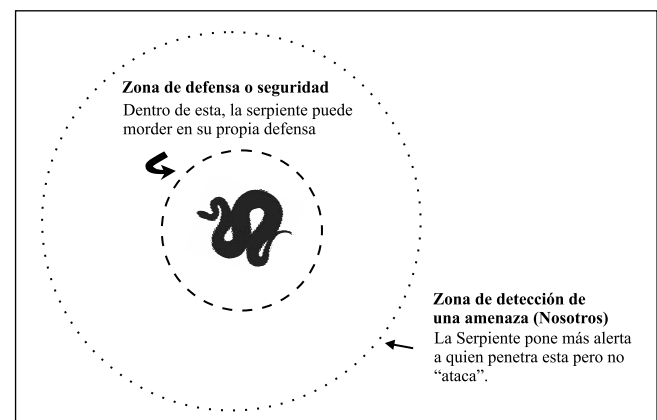 Zona de defensa o seguridad
Dentro de esta, la serpiente puede
morder en su propia defensa
Zona de detección de
una amenaza (Nosotros)
La Serpiente pone más alerta
a quien penetra esta pero no
“ataca”.